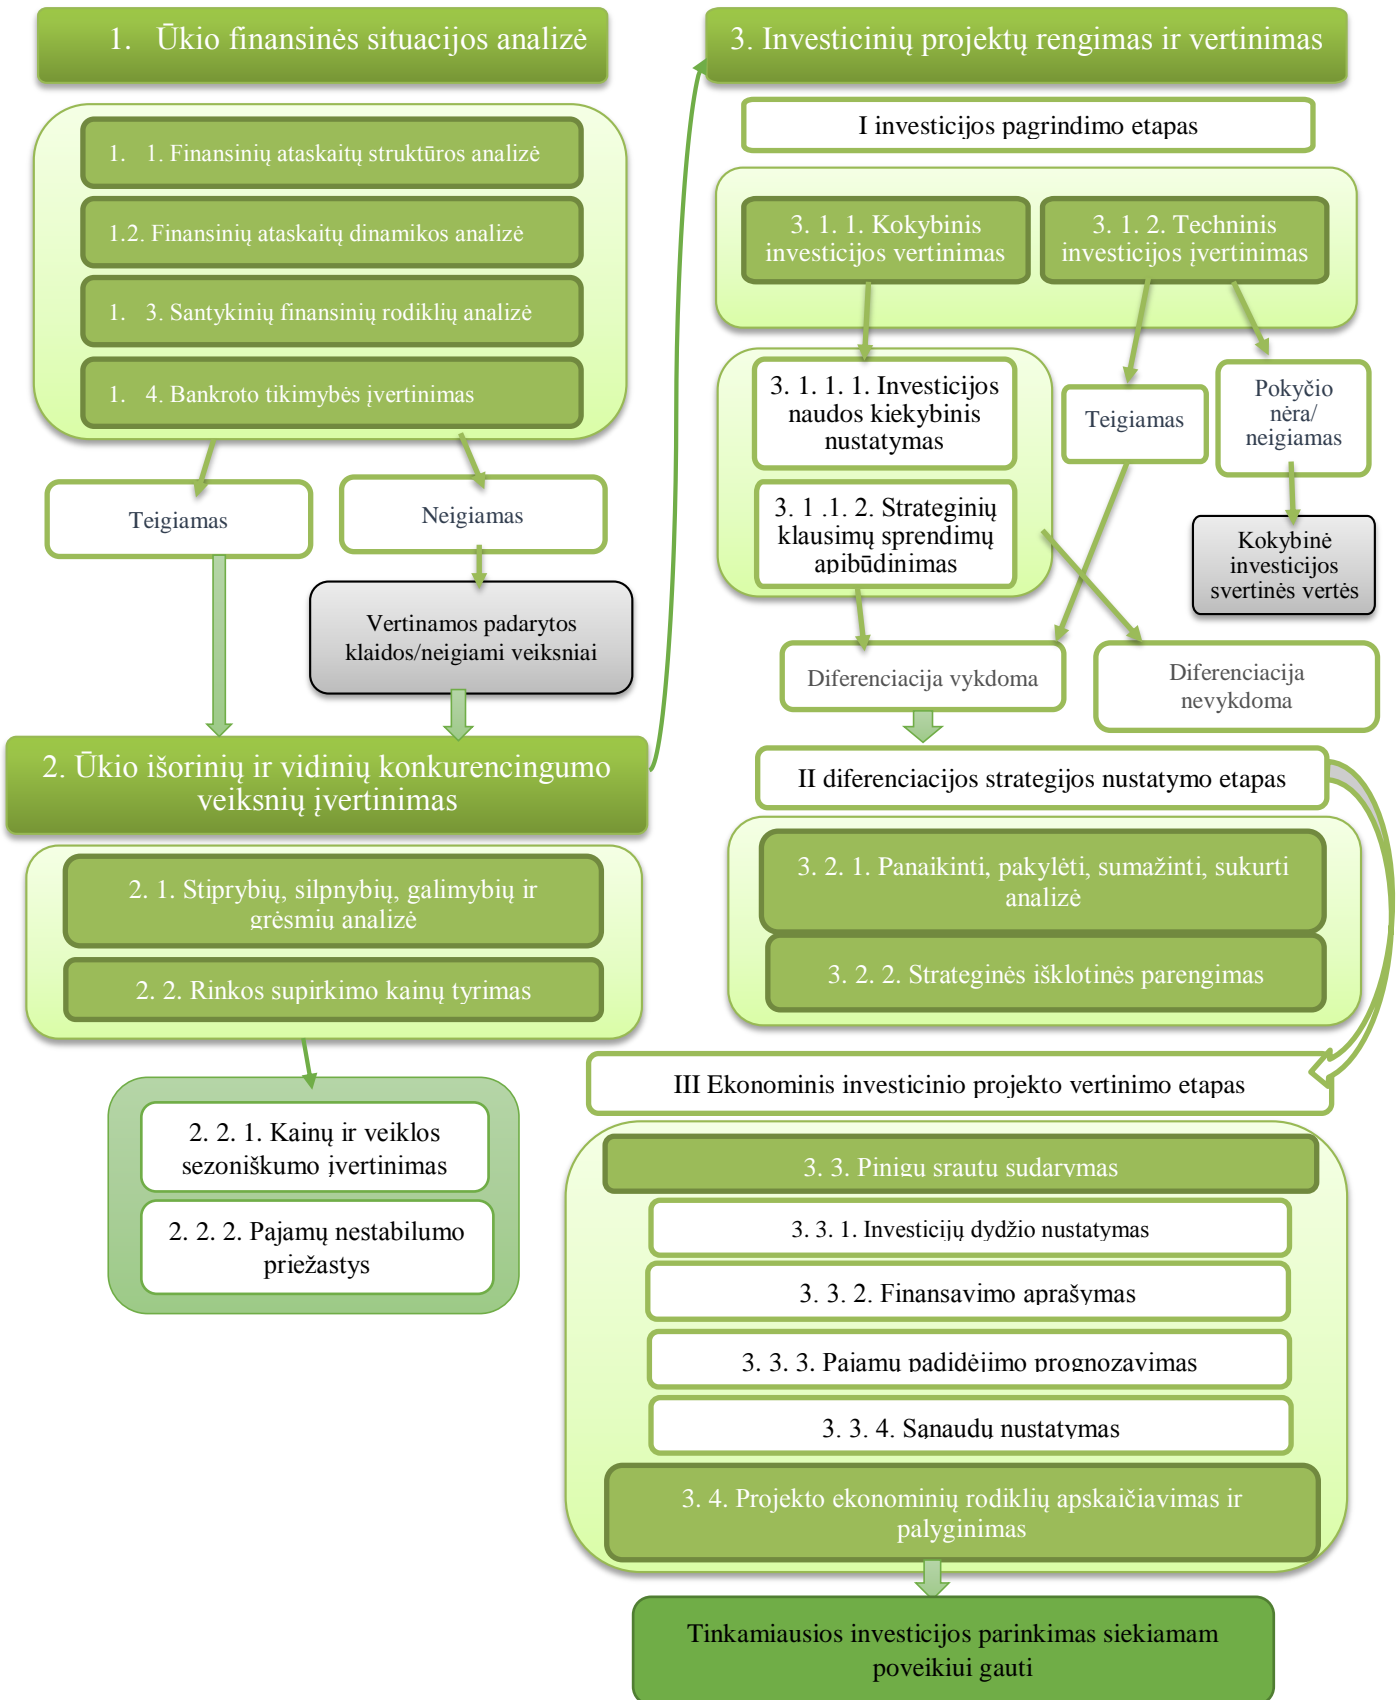 1. Ūkio finansinės situacijos analizė
1. 1. Finansinių ataskaitų struktūros analizė
1.2. Finansinių ataskaitų dinamikos analizė
1. 3. Santykinių finansinių rodiklių analizė
1. 4. Bankroto tikimybės įvertinimas
Teigiamas
Neigiamas
Vertinamos padarytos
klaidos/neigiami veiksniai
2. Ūkio išorinių ir vidinių konkurencingumo
veiksnių įvertinimas
2. 1. Stiprybių, silpnybių, galimybių ir
grėsmių analizė
2. 2. Rinkos supirkimo kainų tyrimas
2. 2. 1. Kainų ir veiklos
sezoniškumo įvertinimas
2. 2. 2. Pajamų nestabilumo
priežastys
3. Investicinių projektų rengimas ir vertinimas
I investicijos pagrindimo etapas
3. 1. 1. Kokybinis
investicijos vertinimas
3. 1. 2. Techninis
investicijos įvertinimas
3. 1. 1. 1. Investicijos
naudos kiekybinis
nustatymas
3. 1 .1. 2. Strateginių
klausimų sprendimų
apibūdinimas
Teigiamas
Pokyčio
nėra/
neigiamas
Kokybinė
investicijos
svertinės vertės
Diferenciacija vykdoma
Diferenciacija
nevykdoma
II diferenciacijos strategijos nustatymo etapas
3. 2. 1. Panaikinti, pakylėti, sumažinti, sukurti
analizė
3. 2. 2. Strateginės išklotinės parengimas
III Ekonominis investicinio projekto vertinimo etapas
3. 3. Pinigų srautų sudarymas
3. 3. 1. Investicijų dydžio nustatymas
3. 3. 2. Finansavimo aprašymas
3. 3. 3. Pajamų padidėjimo prognozavimas
3. 3. 4. Sąnaudų nustatymas
3. 4. Projekto ekonominių rodiklių apskaičiavimas ir
palyginimas
Tinkamiausios investicijos parinkimas siekiamam
poveikiui gauti